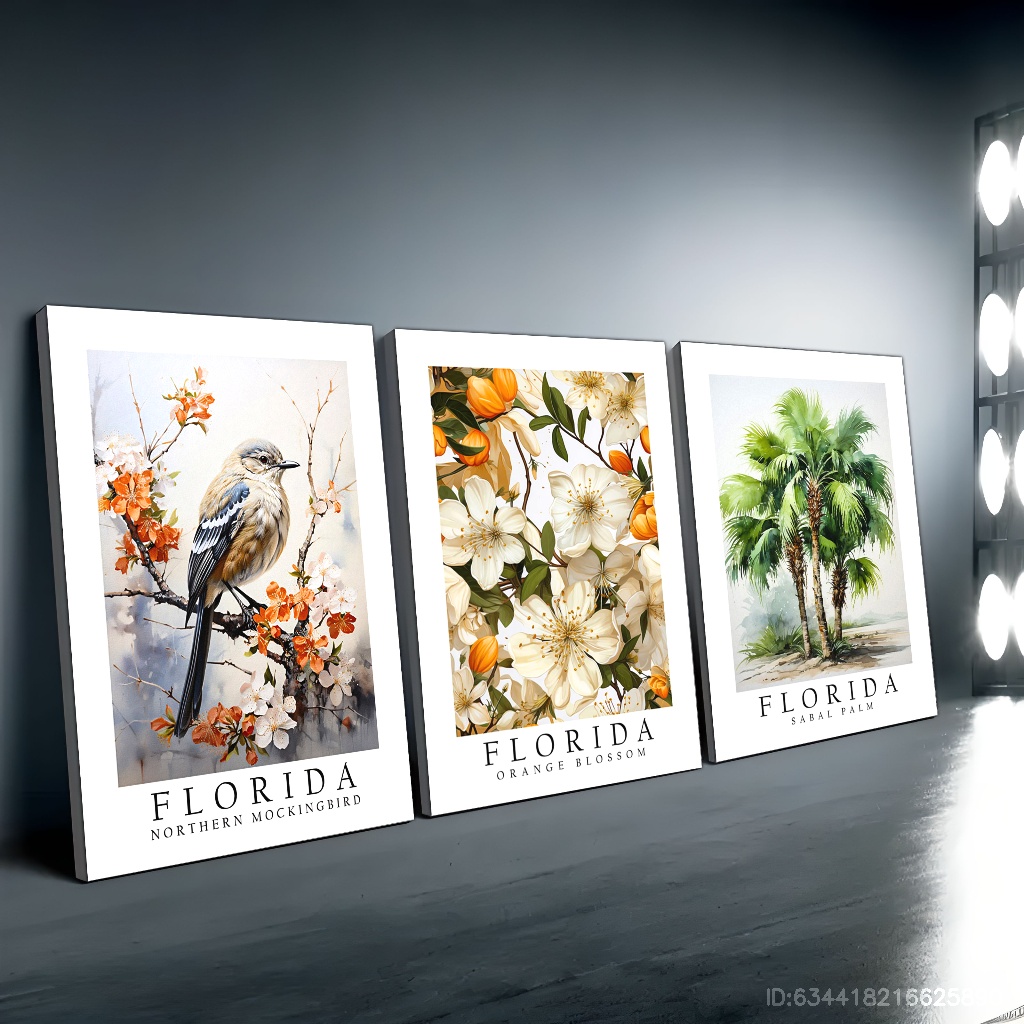 FLORIDA
NORTHERN MOCKINGBIRD
FLORIDA
ORANGE BLOSSOM
FLORIDA
SABAL PALM